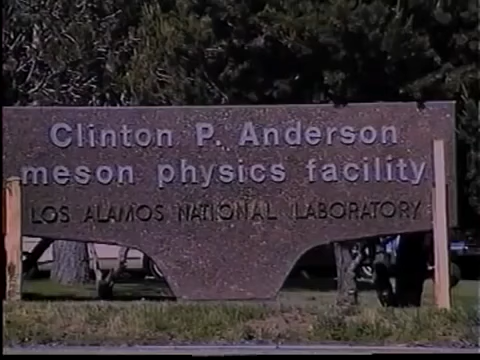 Clinton P. Anderson
meson physics facility
LOS ALAMOS NATIONAL LABORATORY